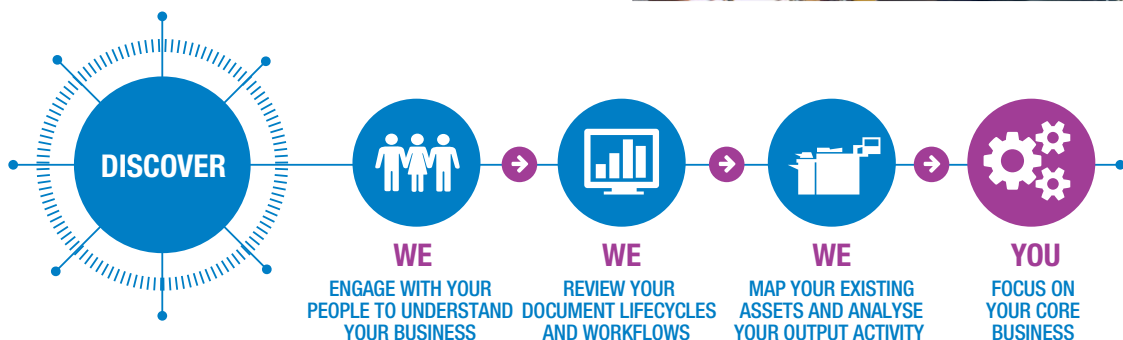 DISCOVER
WE
ENGAGE WITH YOUR
PEOPLE TO UNDERSTAND
YOUR BUSINESS
WE
REVIEW YOUR
DOCUMENT LIFECYCLES
AND WORKFLOWS
WE
MAP YOUR EXISTING
ASSETS AND ANALYSE
YOUR OUTPUT ACTIVITY
YOU
FOCUS ON
YOUR CORE
BUSINESS